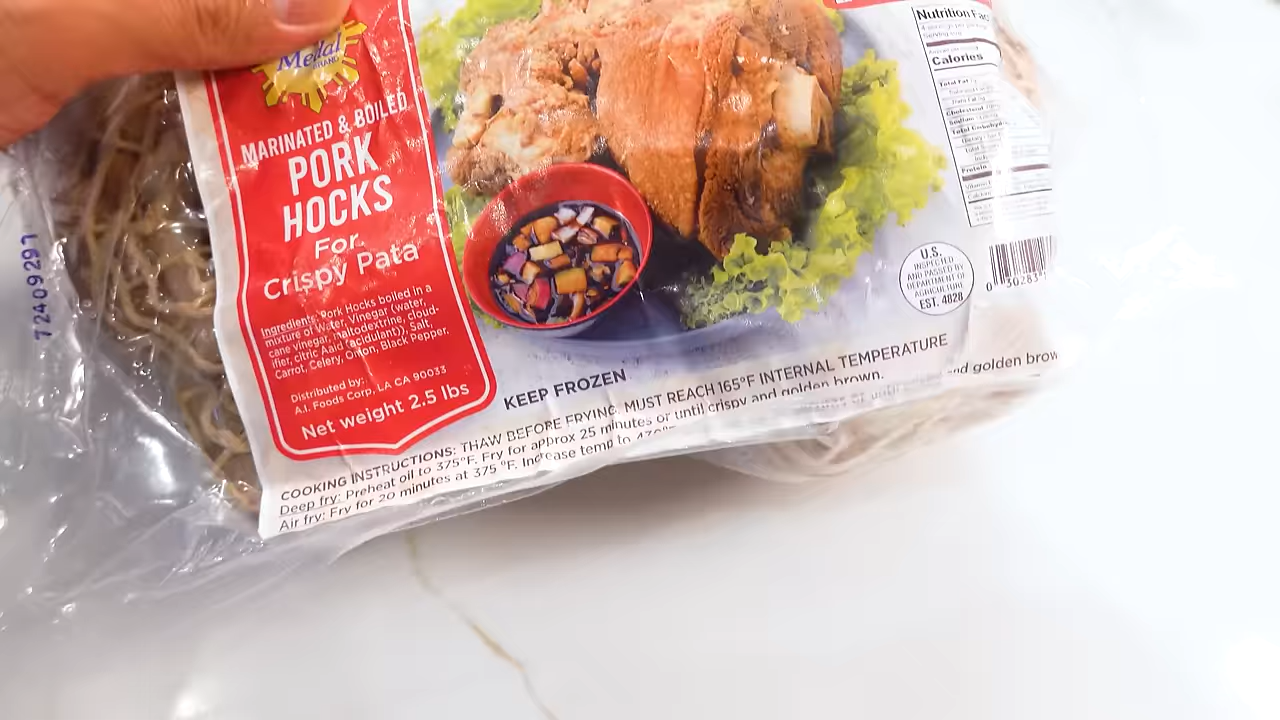 Medal
BRAND
MARINATED & BOILED
PORK
HOCKS
For
Crispy Pata
Ingredients: Pork Hocks boiled in a
mixture of Water, Vinegar (water,
cane vinegar, maltodextrine, cloud-
ifier, citric Aaid (acidulant)), Salt,
Carrot, Celery, Onion, Black Pepper.
Distributed by:
A.I. Foods Corp, LA CA 90033
Net weight 2.5 lbs
KEEP FROZEN
COOKING INSTRUCTIONS: THAW BEFORE FRYING. MUST REACH 165°F INTERNAL TEMPERATURE
Deep fry: Preheat oil to 375°F. Fry for approx 25 minutes or until crispy and golden brown.
Air fry: Fry for 20 minutes at 375 °F. Increase temp to
and golden brow
Nutrition Fac
Calories
Total Fat
Cholesterol
Sodium
Total Carbohydr
Protein
U.S.
INSPECTED
AND PASSED BY
DEPARTMENT OF
AGRICULTURE
EST. 4828
0 30283
72409291